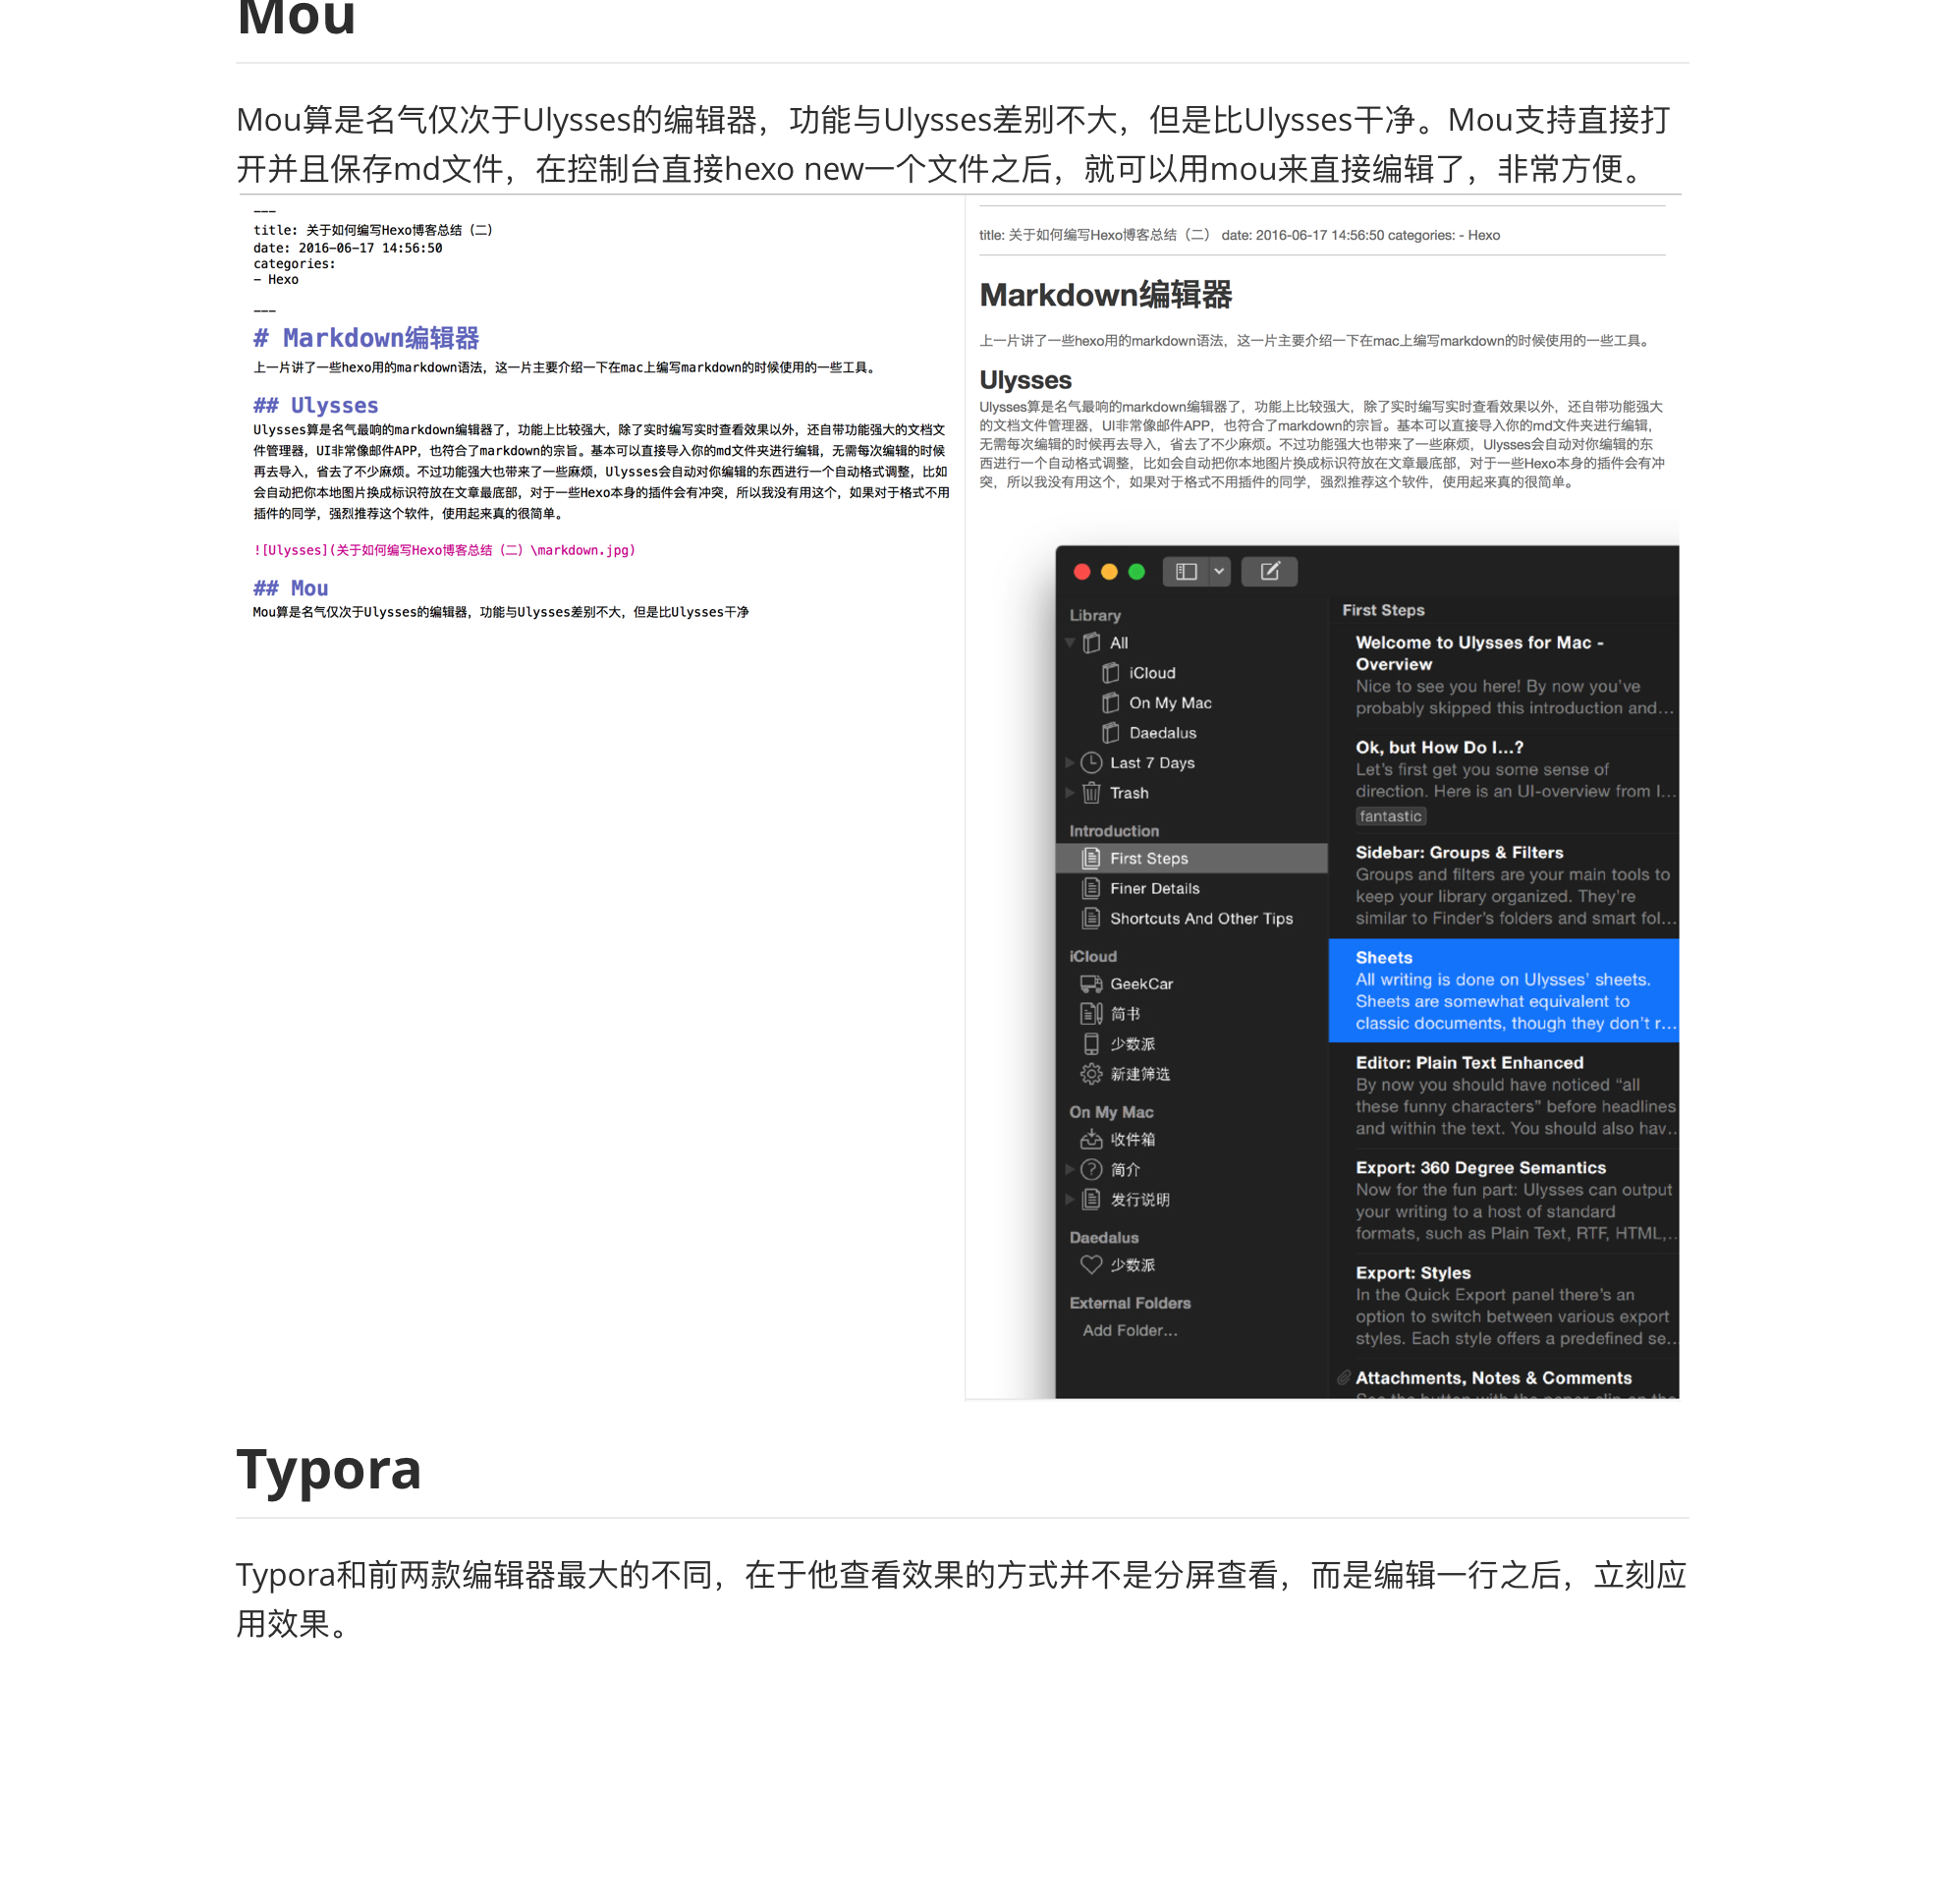 Mou
Mou算是名气仅次于Ulysses的编辑器，功能与Ulysses差别不大，但是比Ulysses干净。Mou支持直接打
开并且保存md文件，在控制台直接hexo new一个文件之后，就可以用mou来直接编辑了，非常方便。
---
title: 关于如何编写Hexo博客总结（二）
date: 2016-06-17 14:56:50
categories:
- Hexo
---
# Markdown编辑器
上一片讲了一些hexo用的markdown语法，这一片主要介绍一下在mac上编写markdown的时候使用的一些工具。
## Ulysses
Ulysses算是名气最响的markdown编辑器了，功能上比较强大，除了实时编写实时查看效果以外，还自带功能强大的文档文
件管理器，UI非常像邮件APP，也符合了markdown的宗旨。基本可以直接导入你的md文件夹进行编辑，无需每次编辑的时候
再去导入，省去了不少麻烦。不过功能强大也带来了一些麻烦，Ulysses会自动对你编辑的东西进行一个自动格式调整，比如
会自动把你本地图片换成标识符放在文章最底部，对于一些Hexo本身的插件会有冲突，所以我没有用这个，如果对于格式不用
插件的同学，强烈推荐这个软件，使用起来真的很简单。
![Ulysses](关于如何编写Hexo博客总结（二）\markdown.jpg)
## Mou
Mou算是名气仅次于Ulysses的编辑器，功能与Ulysses差别不大，但是比Ulysses干净
title: 关于如何编写Hexo博客总结（二） date: 2016-06-17 14:56:50 categories: - Hexo
Markdown编辑器
上一片讲了一些hexo用的markdown语法，这一片主要介绍一下在mac上编写markdown的时候使用的一些工具。
Ulysses
Ulysses算是名气最响的markdown编辑器了，功能上比较强大，除了实时编写实时查看效果以外，还自带功能强大
的文档文件管理器，UI非常像邮件APP，也符合了markdown的宗旨。基本可以直接导入你的md文件夹进行编辑，
无需每次编辑的时候再去导入，省去了不少麻烦。不过功能强大也带来了一些麻烦，Ulysses会自动对你编辑的东
西进行一个自动格式调整，比如会自动把你本地图片换成标识符放在文章最底部，对于一些Hexo本身的插件会有冲
突，所以我没有用这个，如果对于格式不用插件的同学，强烈推荐这个软件，使用起来真的很简单。
Library
All
iCloud
On My Mac
Daedalus
Last 7 Days
Trash
Introduction
First Steps
Finer Details
Shortcuts And Other Tips
iCloud
GeekCar
简书
少数派
新建筛选
On My Mac
收件箱
简介
发行说明
Daedalus
少数派
External Folders
Add Folder...
First Steps
Welcome to Ulysses for Mac -
Overview
Nice to see you here! By now you’ve
probably skipped this introduction and...
Ok, but How Do I...?
Let’s first get you some sense of
direction. Here is an UI-overview from l...
fantastic
Sidebar: Groups & Filters
Groups and filters are your main tools to
keep your library organized. They’re
similar to Finder’s folders and smart fol...
Sheets
All writing is done on Ulysses’ sheets.
Sheets are somewhat equivalent to
classic documents, though they don’t r...
Editor: Plain Text Enhanced
By now you should have noticed “all
these funny characters” before headlines
and within the text. You should also hav...
Export: 360 Degree Semantics
Now for the fun part: Ulysses can output
your writing to a host of standard
formats, such as Plain Text, RTF, HTML,...
Export: Styles
In the Quick Export panel there’s an
option to switch between various export
styles. Each style offers a predefined se...
Attachments, Notes & Comments
Typora
Typora和前两款编辑器最大的不同，在于他查看效果的方式并不是分屏查看，而是编辑一行之后，立刻应
用效果。